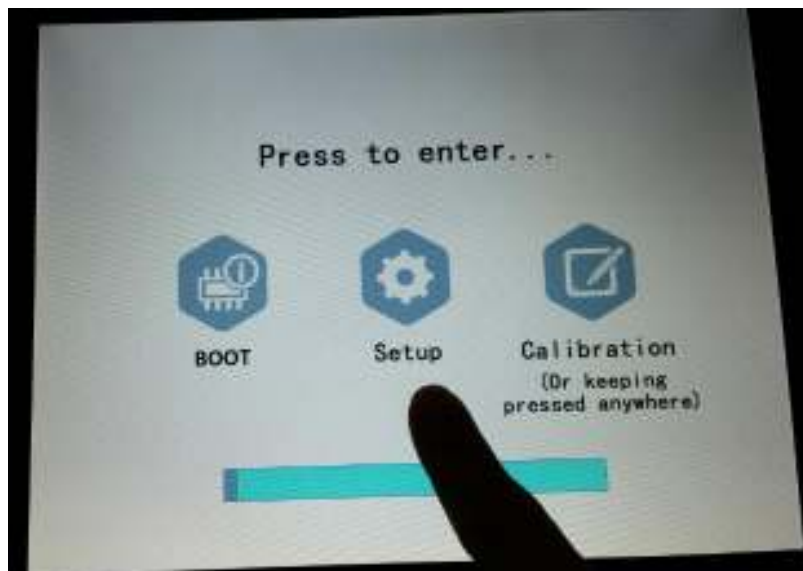 Press to enter...
BOOT
Setup
Calibration
(Or keeping
pressed anywhere)